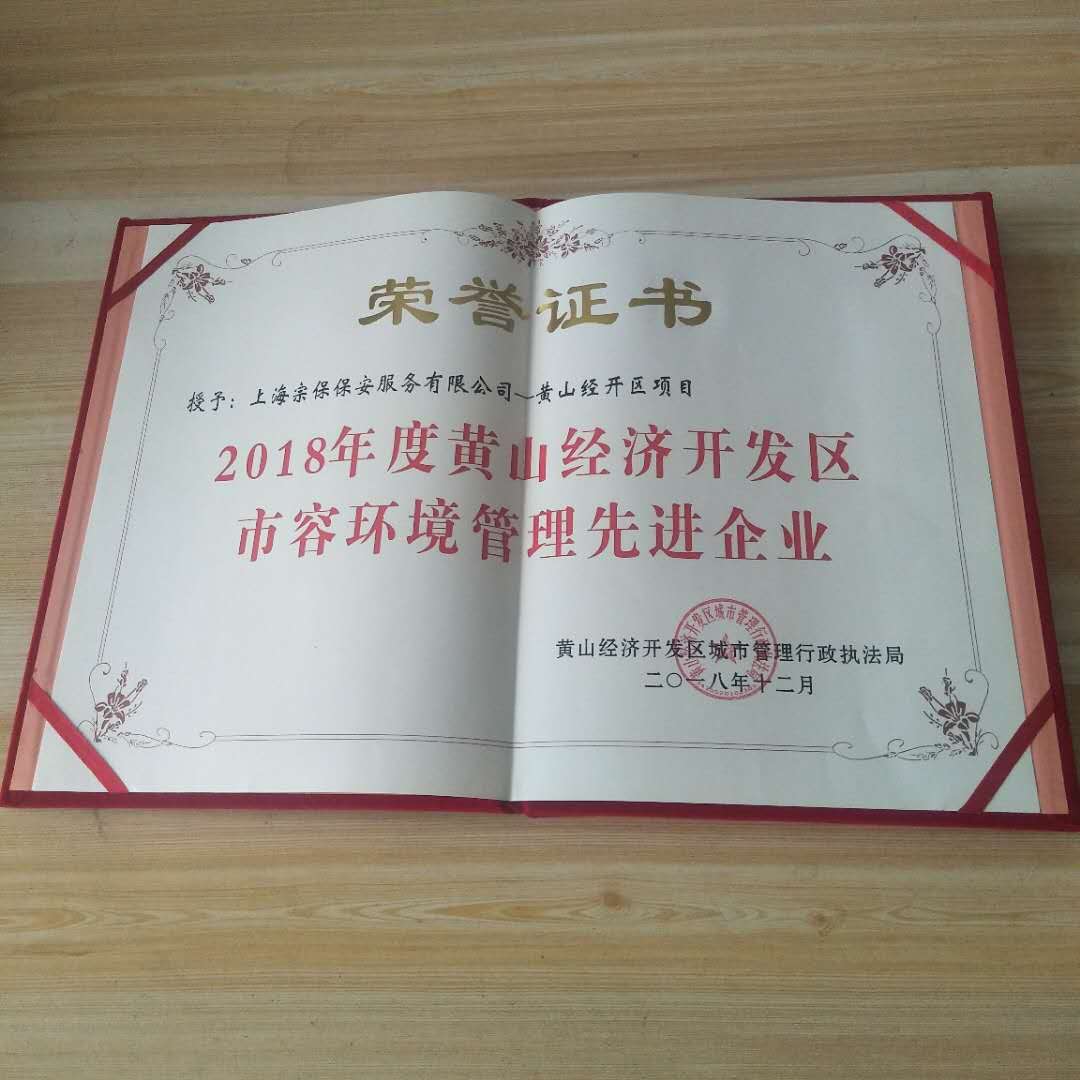 荣誉证书
授予：上海宗保保安服务有限公司—黄山经开区项目
2018年度黄山经济开发区
市容环境管理先进企业
黄山经济开发区城市管理行政执法局
二〇一八年十二月